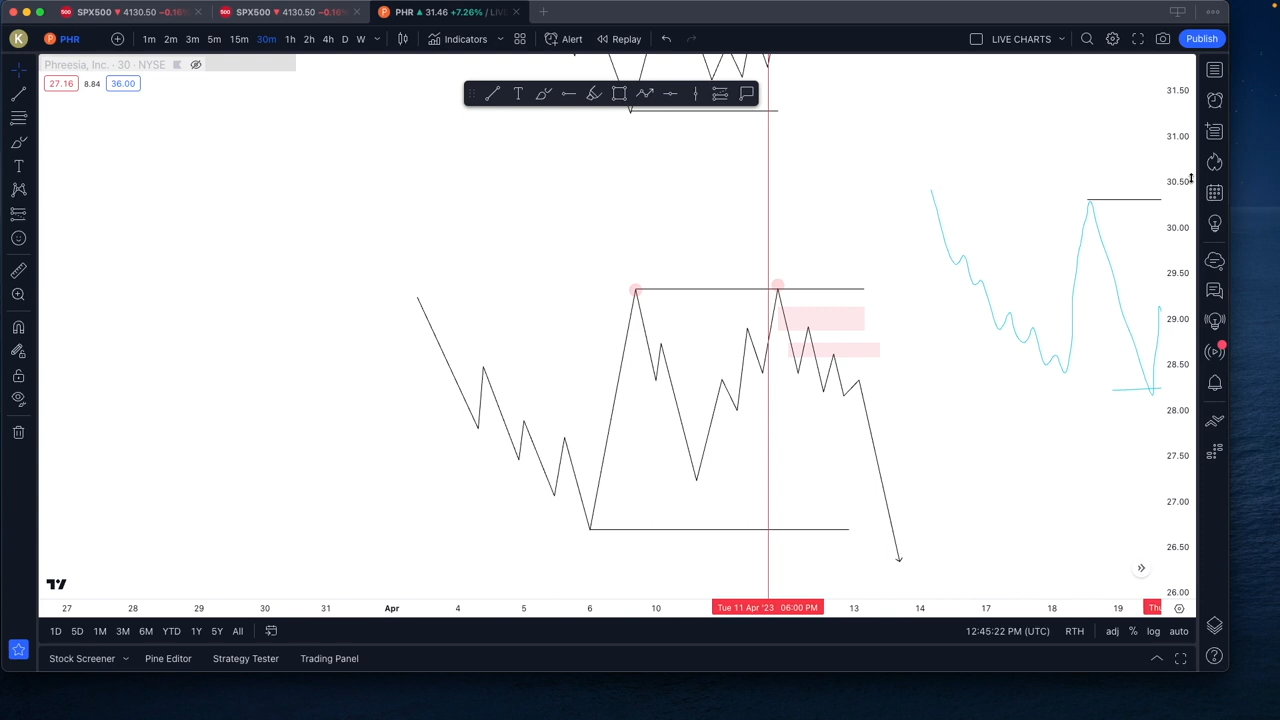 SPX500 ▼ 4130.50 −0.16%
SPX500 ▼ 4130.50 −0.16%
PHR ▲ 31.46 +7.26% / LIV
K
PHR
1m 2m 3m 5m 15m 30m 1h 2h 4h D W
Indicators
Alert
Replay
LIVE CHARTS
Publish
Phreesia, Inc. · 30 · NYSE
27.16 8.84 36.00
31.50
31.00
30.50
30.00
29.50
29.00
28.50
28.00
27.50
27.00
26.50
26.00
27 28 29 30 31 Apr 4 5 6 10 Tue 11 Apr '23 06:00 PM 13 14 17 18 19 Thu
1D 5D 1M 3M 6M YTD 1Y 5Y All
12:45:22 PM (UTC) RTH adj % log auto
Stock Screener Pine Editor Strategy Tester Trading Panel